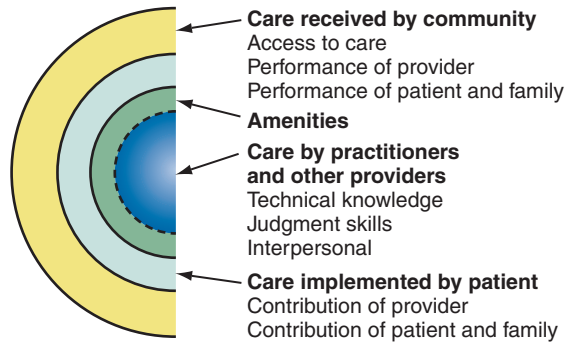 Care received by community
Access to care
Performance of provider
Performance of patient and family
Amenities
Care by practitioners
and other providers
Technical knowledge
Judgment skills
Interpersonal
Care implemented by patient
Contribution of provider
Contribution of patient and family